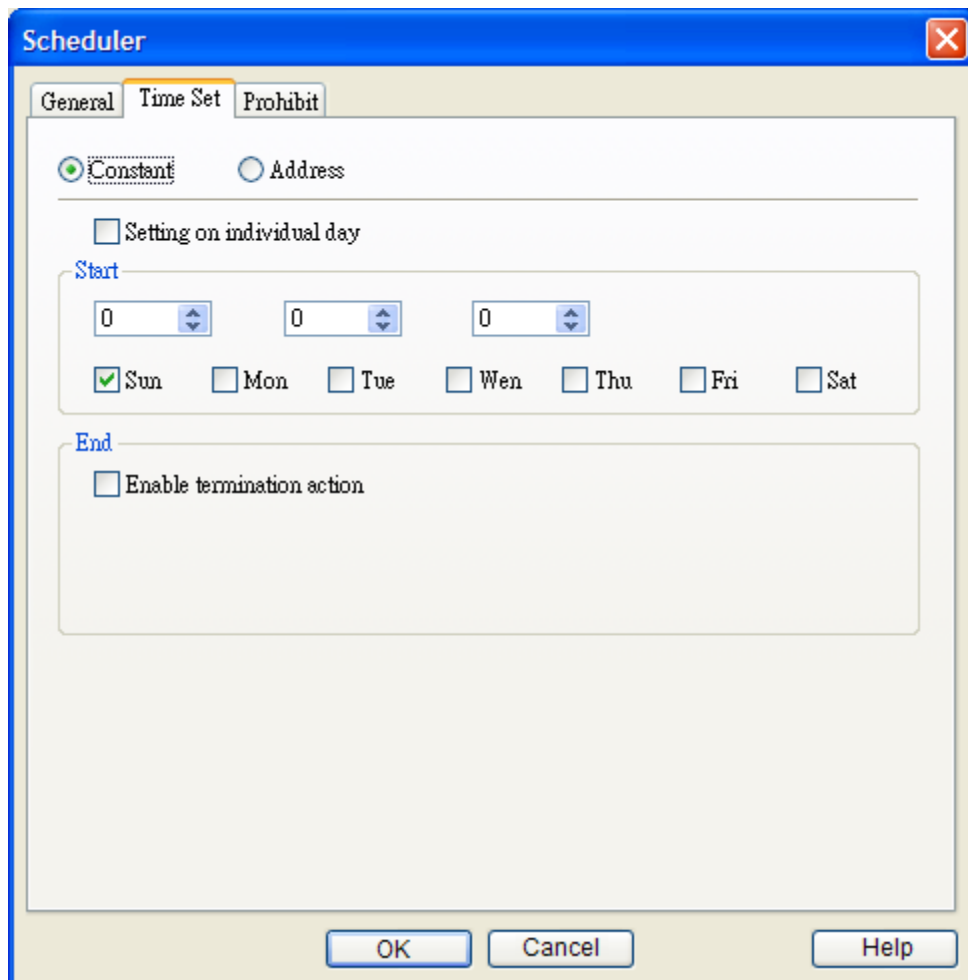 Scheduler
General Time Set Prohibit
Constant Address
Setting on individual day
Start
0 0 0
Sun Mon Tue Wen Thu Fri Sat
End
Enable termination action
OK Cancel Help